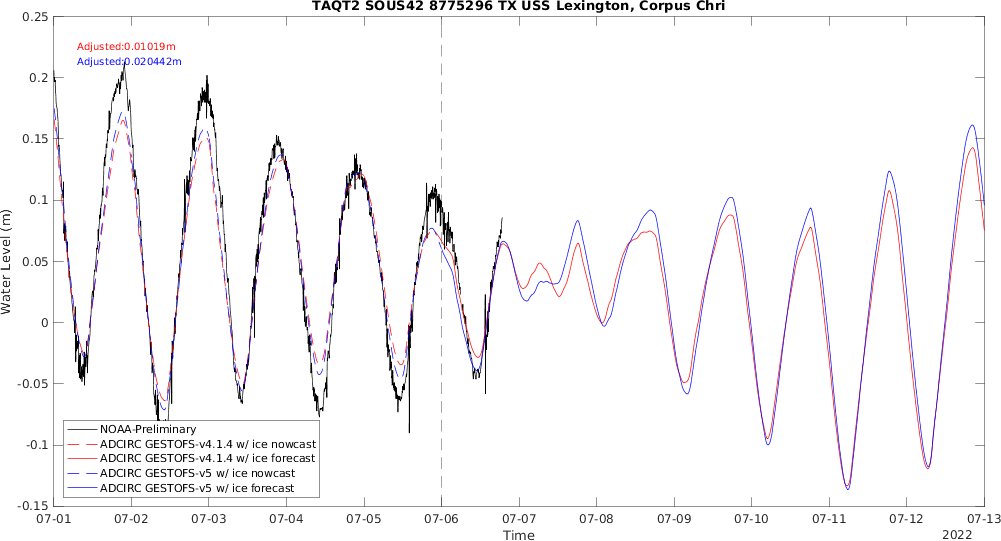 TAQT2 SOUS42 8775296 TX USS Lexington, Corpus Chri
Adjusted:0.01019m
Adjusted:0.020442m
0.25
0.2
0.15
0.1
0.05
0
-0.05
-0.1
-0.15
Water Level (m)
NOAA-Preliminary
ADCIRC GESTOFS-v4.1.4 w/ ice nowcast
ADCIRC GESTOFS-v4.1.4 w/ ice forecast
ADCIRC GESTOFS-v5 w/ ice nowcast
ADCIRC GESTOFS-v5 w/ ice forecast
07-01 07-02 07-03 07-04 07-05 07-06 07-07 07-08 07-09 07-10 07-11 07-12 07-13
Time
2022